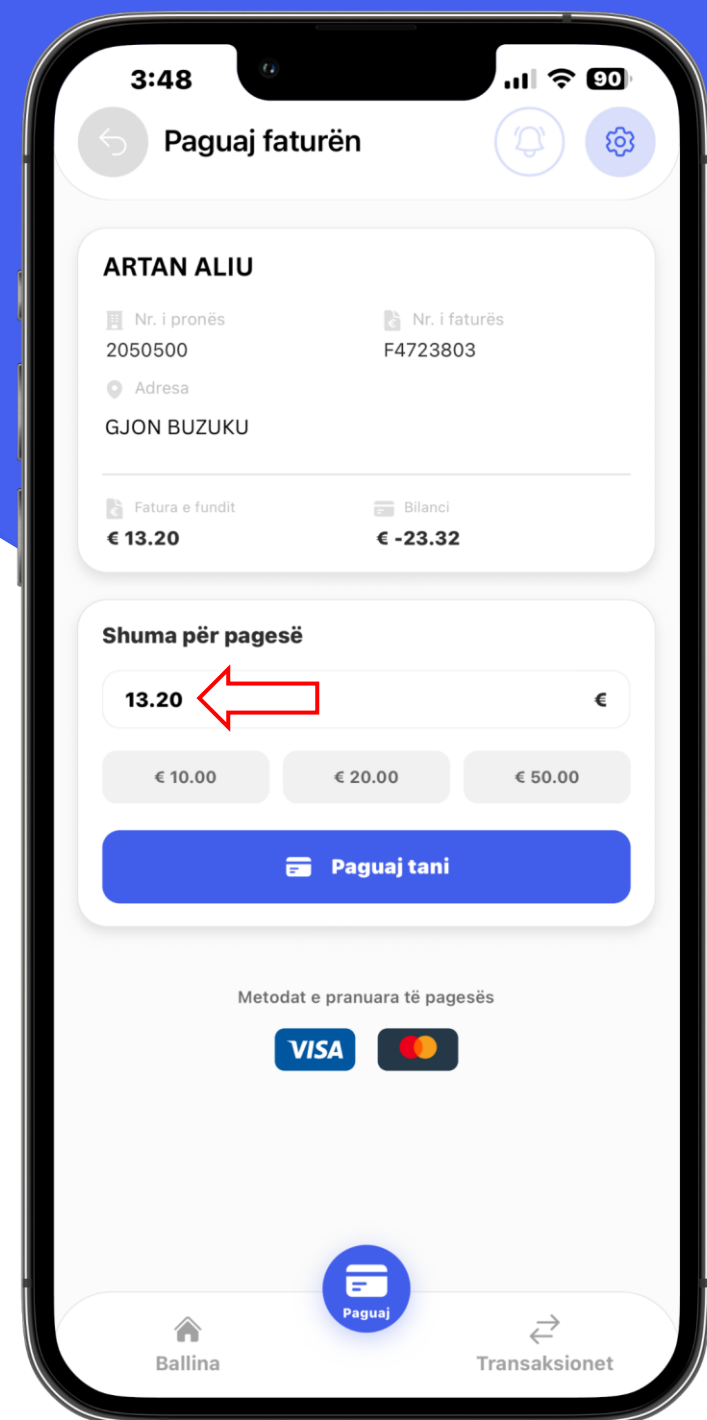 3:48
90
Paguaj faturën
ARTAN ALIU
Nr. i pronës
Nr. i faturës
2050500
F4723803
Adresa
GJON BUZUKU
Fatura e fundit
Bilanci
€ 13.20
€ -23.32
Shuma për pagesë
13.20
€
€ 10.00
€ 20.00
€ 50.00
Paguaj tani
Metodat e pranuara të pagesës
VISA
Paguaj
Ballina
Transaksionet